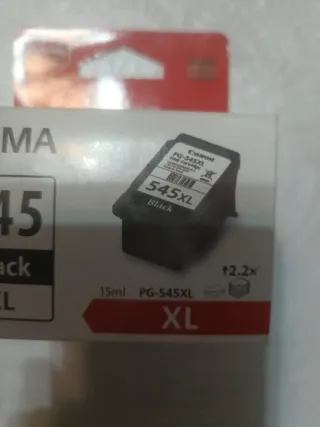 MA
45
ack
XL
Canon
PG-545XL
545XL
Black
15ml PG-545XL
↑2.2x
XL